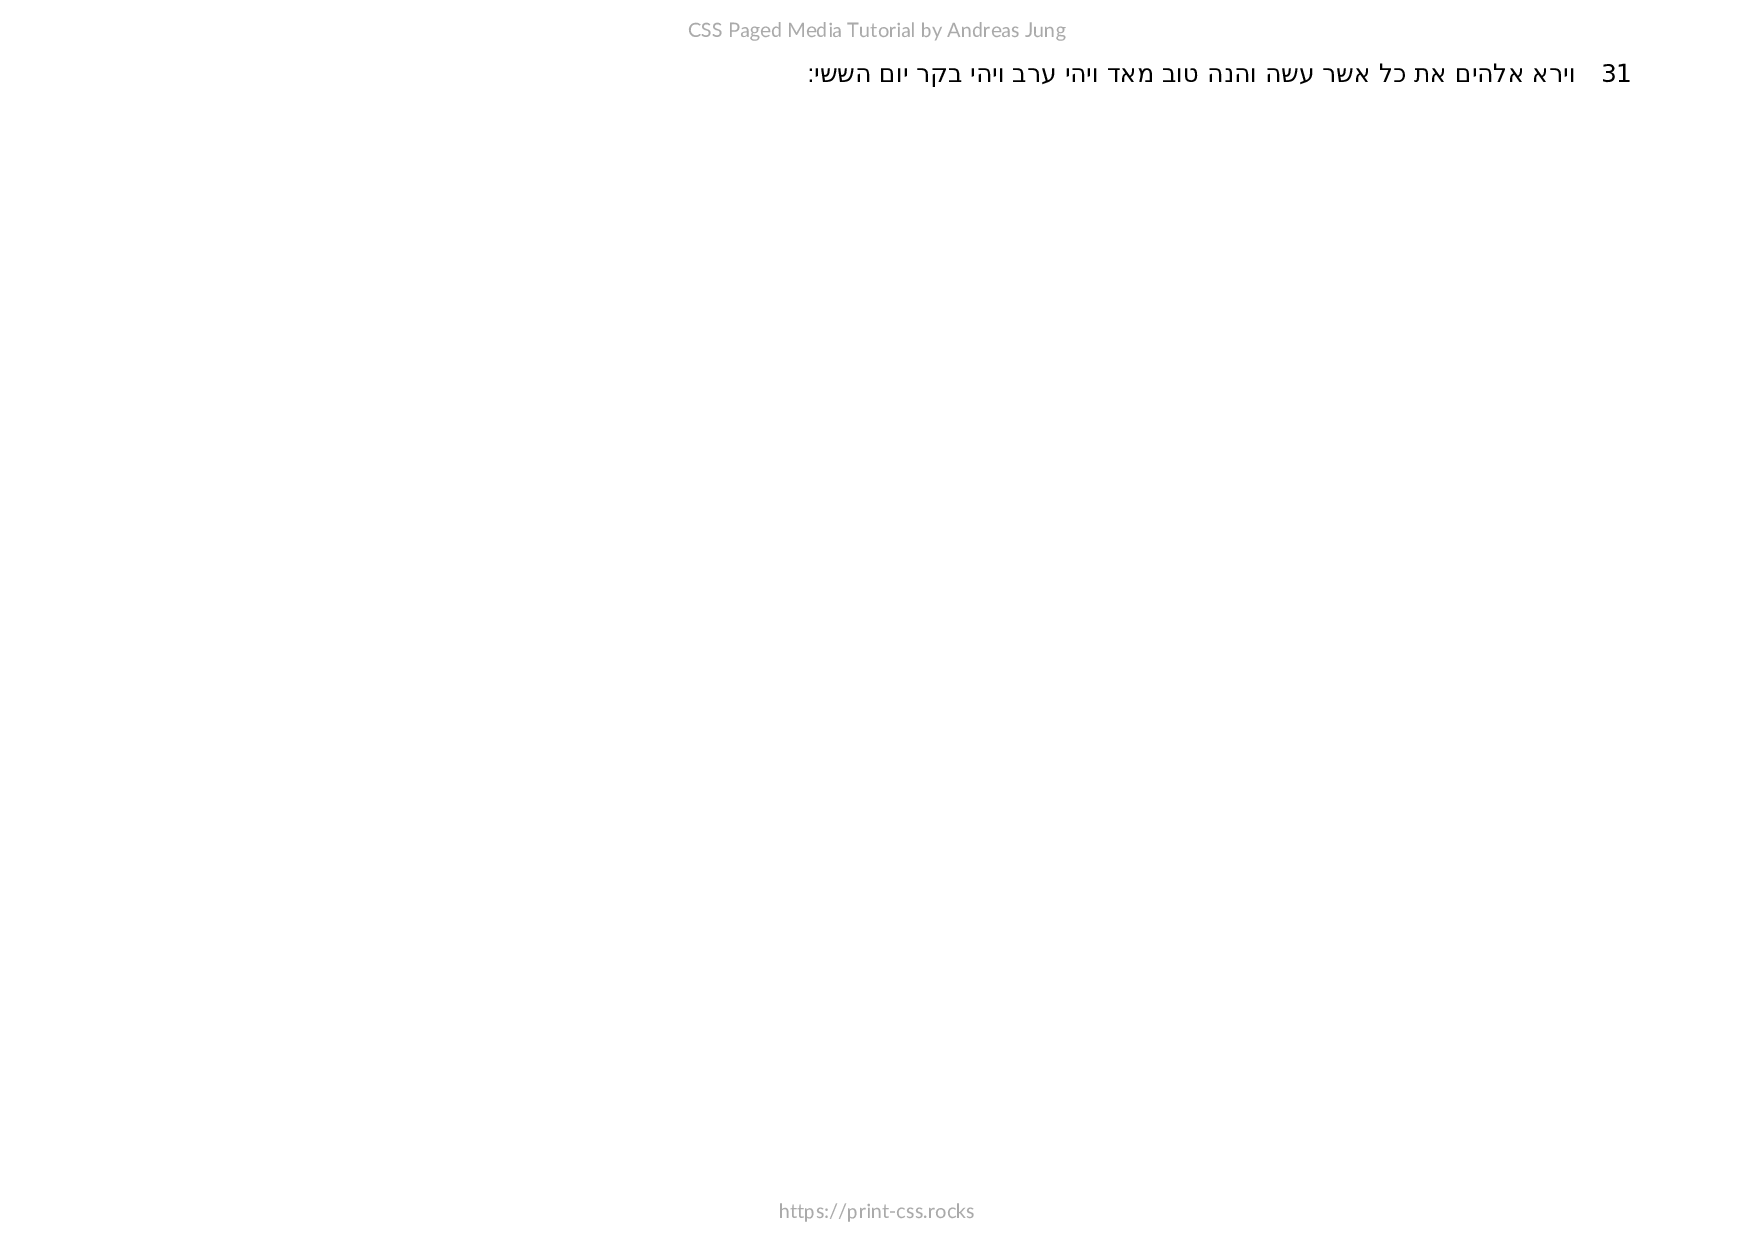 CSS Paged Media Tutorial by Andreas Jung
31 וירא אלהים את כל אשר עשה והנה טוב מאד ויהי ערב ויהי בקר יום הששי:
https://print-css.rocks